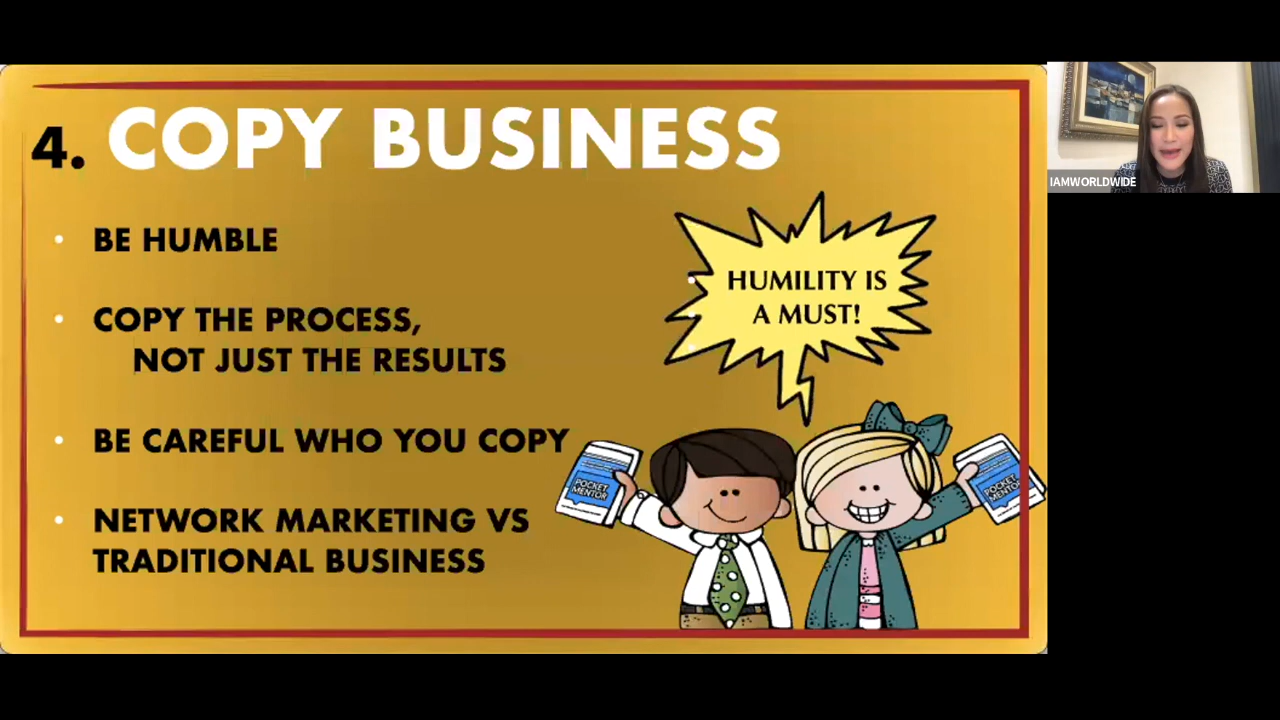 4. COPY BUSINESS
• BE HUMBLE
• COPY THE PROCESS,
NOT JUST THE RESULTS
• BE CAREFUL WHO YOU COPY
• NETWORK MARKETING VS
TRADITIONAL BUSINESS
HUMILITY IS
A MUST!
POCKET
MENTOR
POCKET
MENTOR
IAMWORLDWIDE